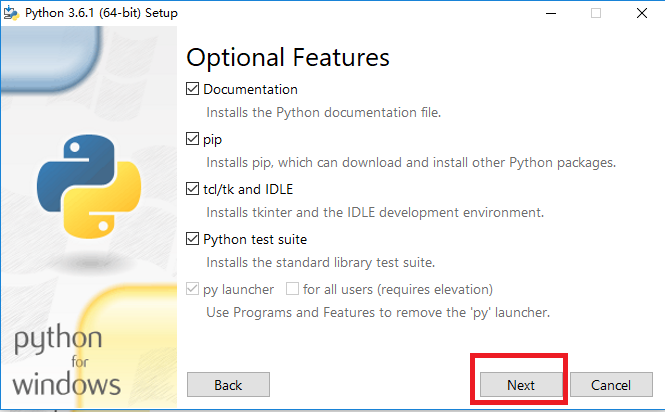 Python 3.6.1 (64-bit) Setup
Optional Features
Documentation
Installs the Python documentation file.
pip
Installs pip, which can download and install other Python packages.
tcl/tk and IDLE
Installs tkinter and the IDLE development environment.
Python test suite
Installs the standard library test suite.
py launcher for all users (requires elevation)
Use Programs and Features to remove the 'py' launcher.
python
for
windows
Back Next Cancel